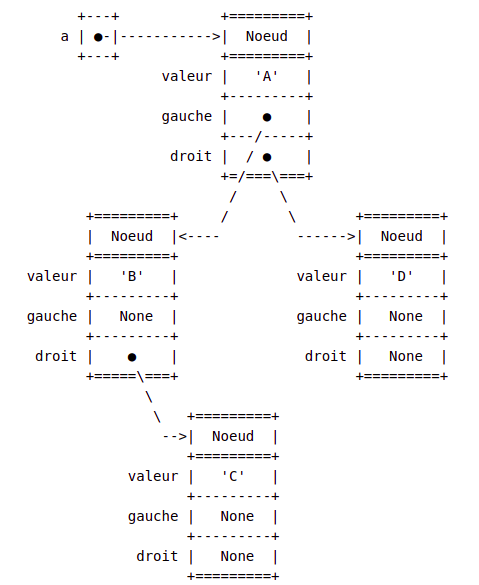 +---+            +=========+
    a | ●-|----------->|  Noeud  |
      +---+            +=========+
                valeur |   'A'   |
                       +---------+
                gauche |    ●    |
                       +---/-----+
                 droit |  / ●    |
                       +=/===\===+
                        /     \
       +=========+     /       \       +=========+
       |  Noeud  |<----         ------>|  Noeud  |
       +=========+                     +=========+
valeur |   'B'   |              valeur |   'D'   |
       +---------+                     +---------+
gauche |   None  |              gauche |   None  |
       +---------+                     +---------+
 droit |    ●    |               droit |   None  |
       +=====\===+                     +=========+
              \
               \   +=========+
                -->|  Noeud  |
                   +=========+
            valeur |   'C'   |
                   +---------+
            gauche |   None  |
                   +---------+
             droit |   None  |
                   +=========+